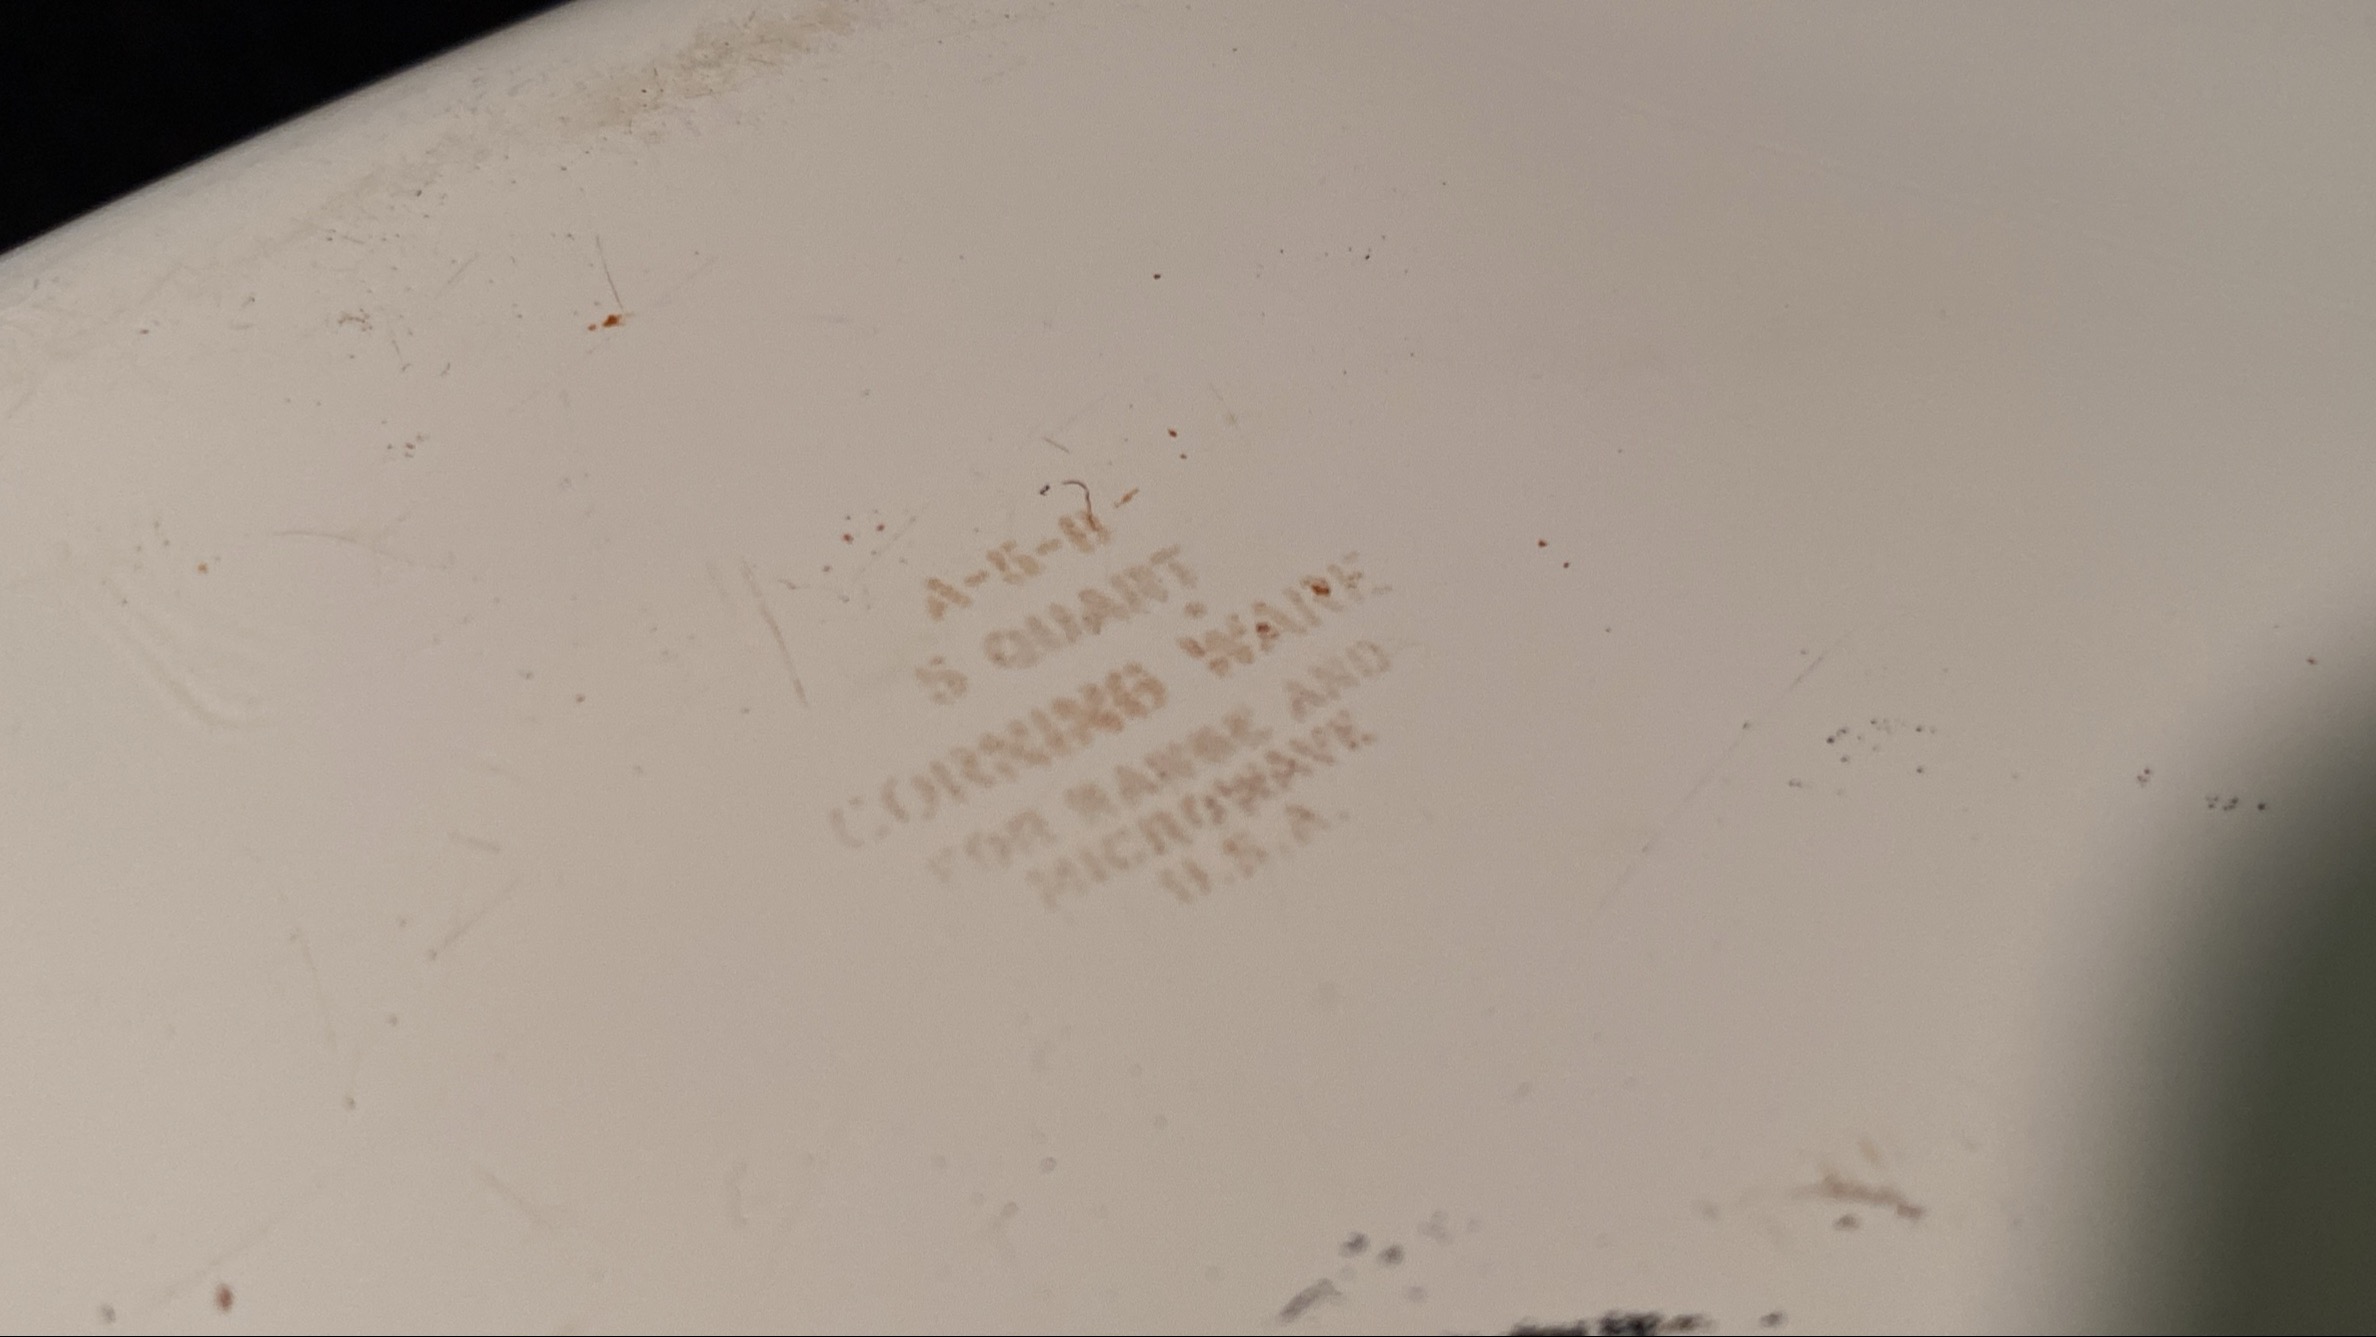 A-5-B
5 QUART
CORNING WARE
FOR RANGE AND
MICROWAVE
U.S.A.